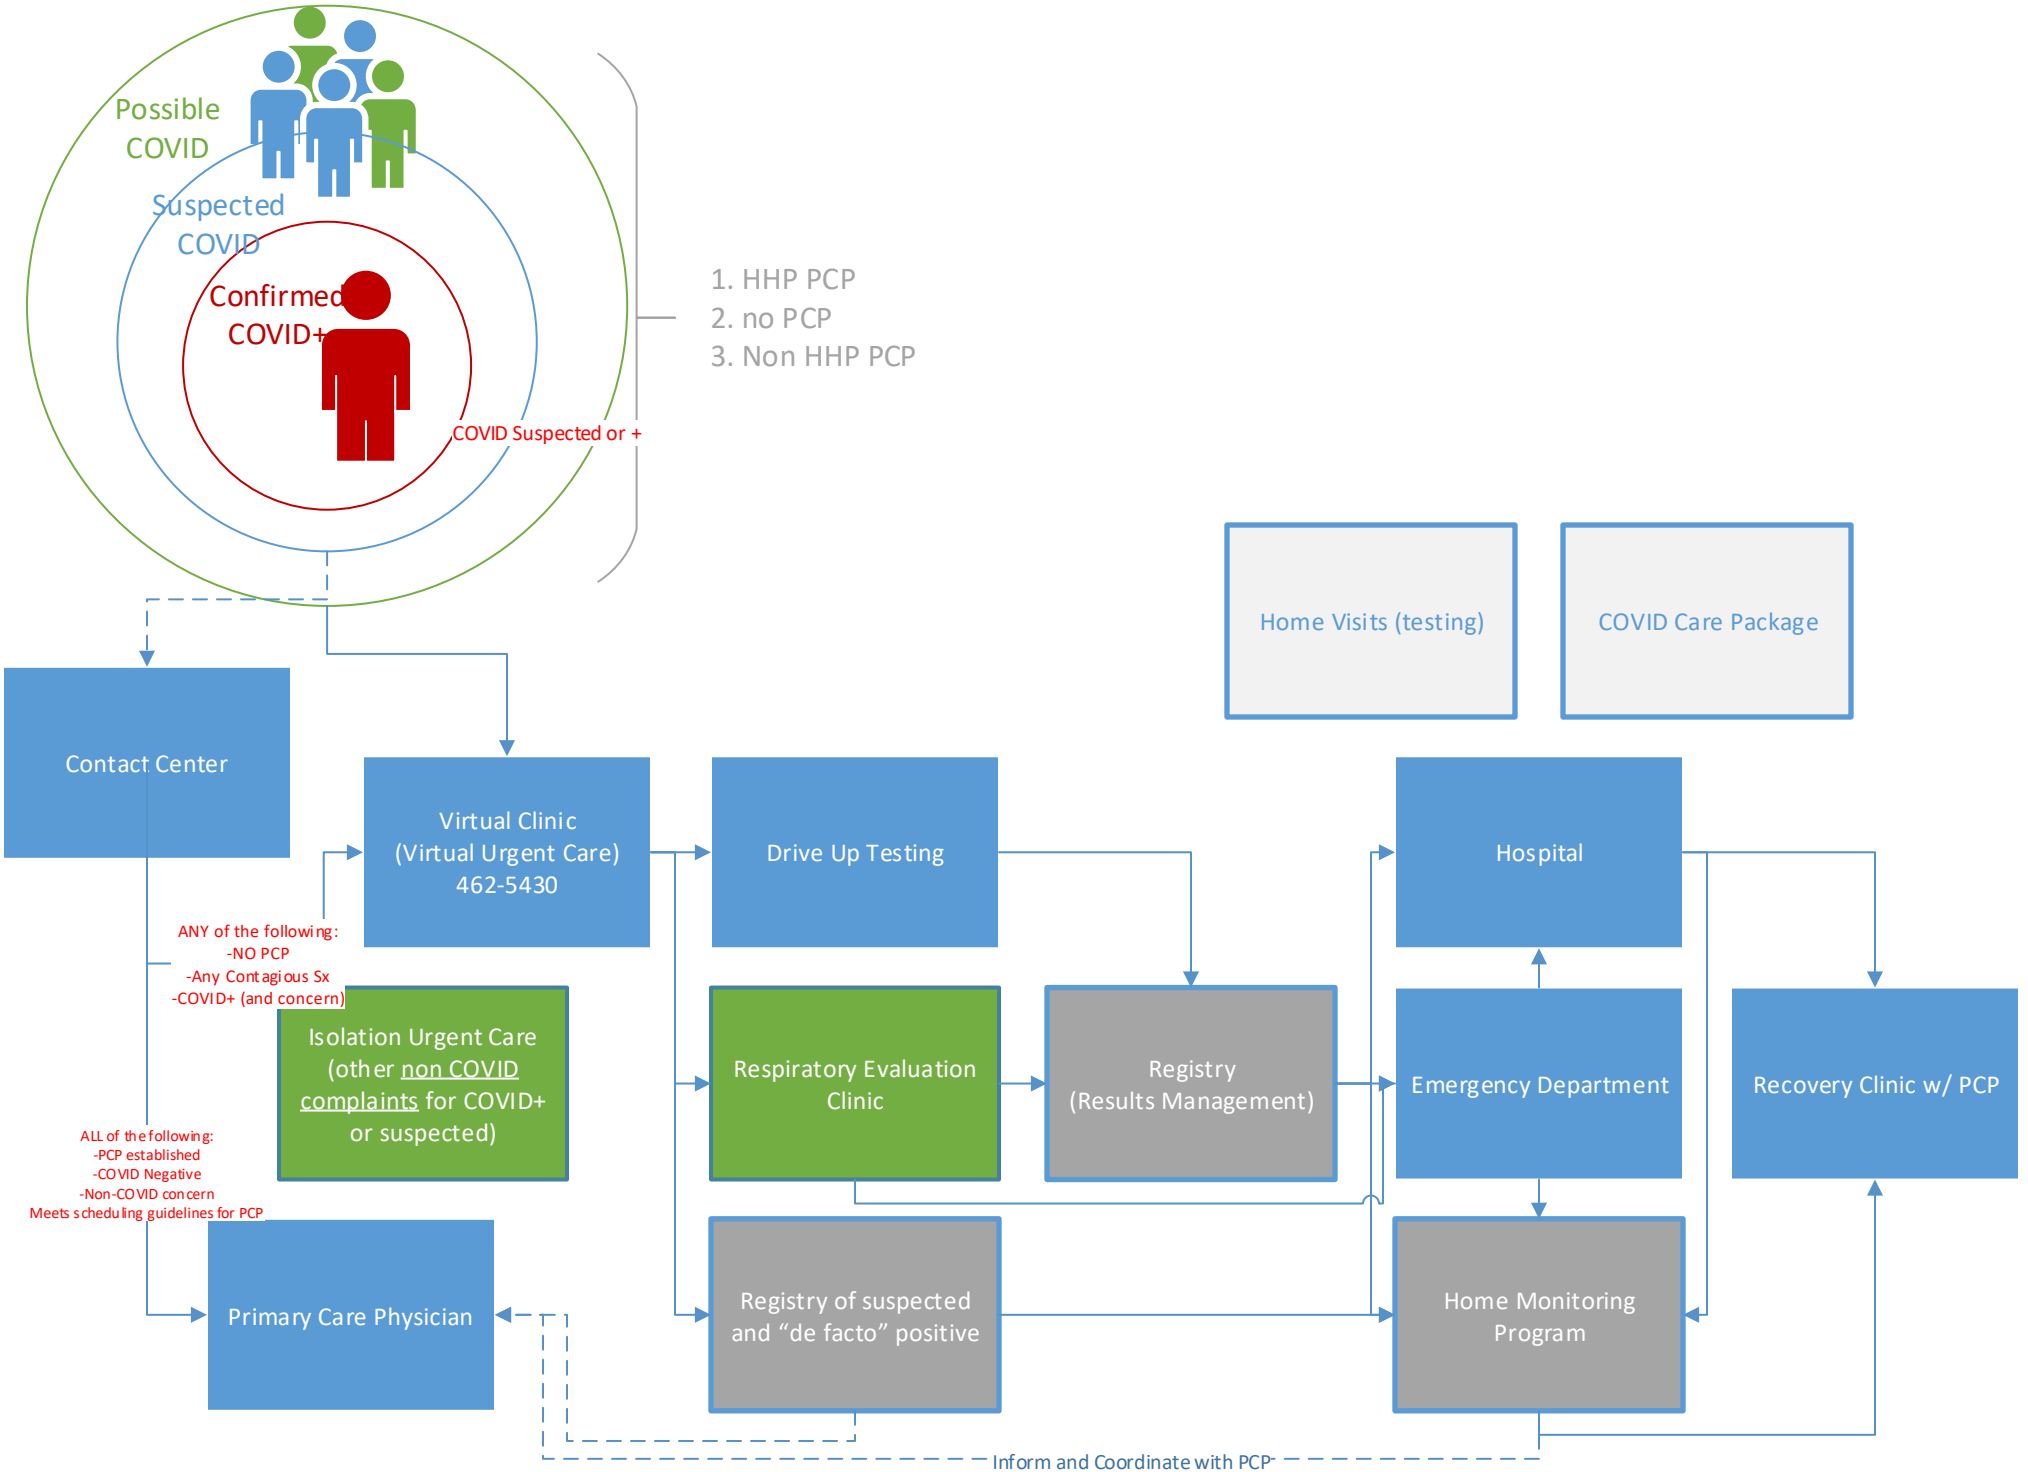 Possible
COVID
Suspected
COVID
Confirmed
COVID+
COVID Suspected or +
1. HHP PCP
2. no PCP
3. Non HHP PCP
Home Visits (testing)
COVID Care Package
Contact Center
Virtual Clinic
(Virtual Urgent Care)
462-5430
Drive Up Testing
Hospital
ANY of the following:
-NO PCP
-Any Contagious Sx
-COVID+ (and concern)
Isolation Urgent Care
(other non COVID
complaints for COVID+
or suspected)
Respiratory Evaluation
Clinic
Registry
(Results Management)
Emergency Department
Recovery Clinic w/ PCP
ALL of the following:
-PCP established
-COVID Negative
-Non-COVID concern
Meets scheduling guidelines for PCP
Primary Care Physician
Registry of suspected
and “de facto” positive
Home Monitoring
Program
Inform and Coordinate with PCP